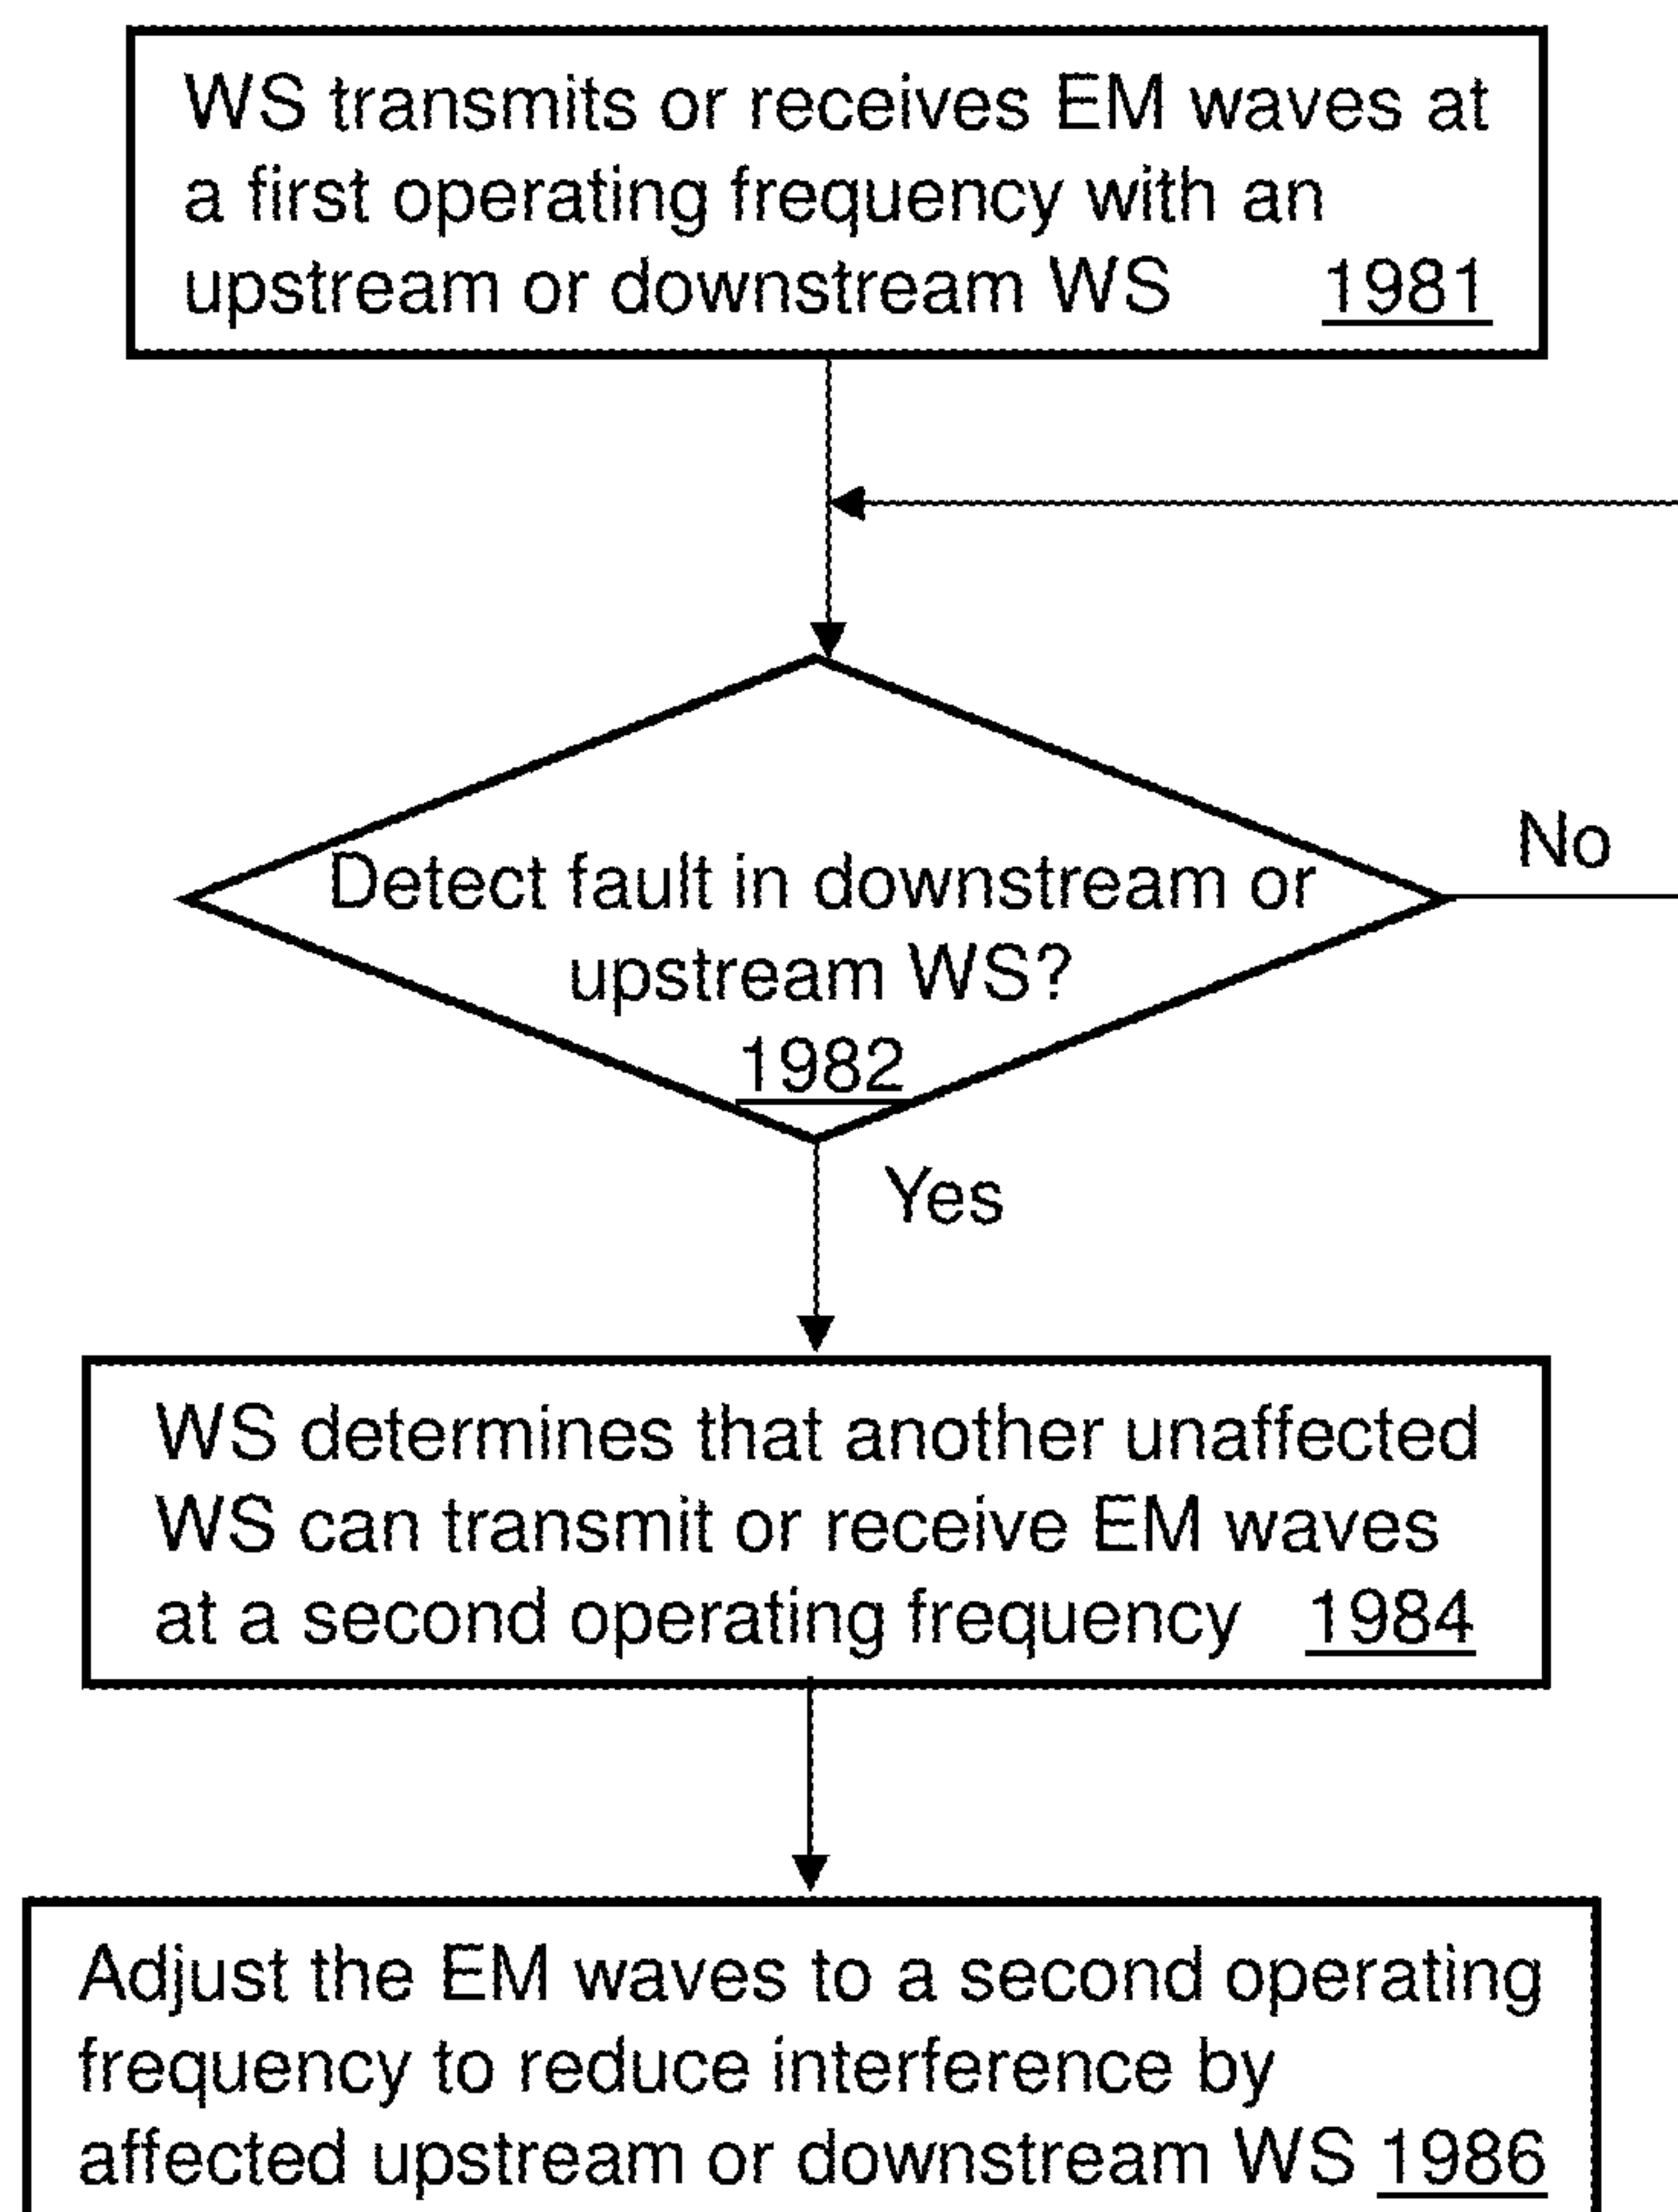 WS transmits or receives EM waves at
a first operating frequency with an
upstream or downstream WS 1981
Detect fault in downstream or
upstream WS?
1982
No
Yes
WS determines that another unaffected
WS can transmit or receive EM waves
at a second operating frequency 1984
Adjust the EM waves to a second operating
frequency to reduce interference by
affected upstream or downstream WS 1986